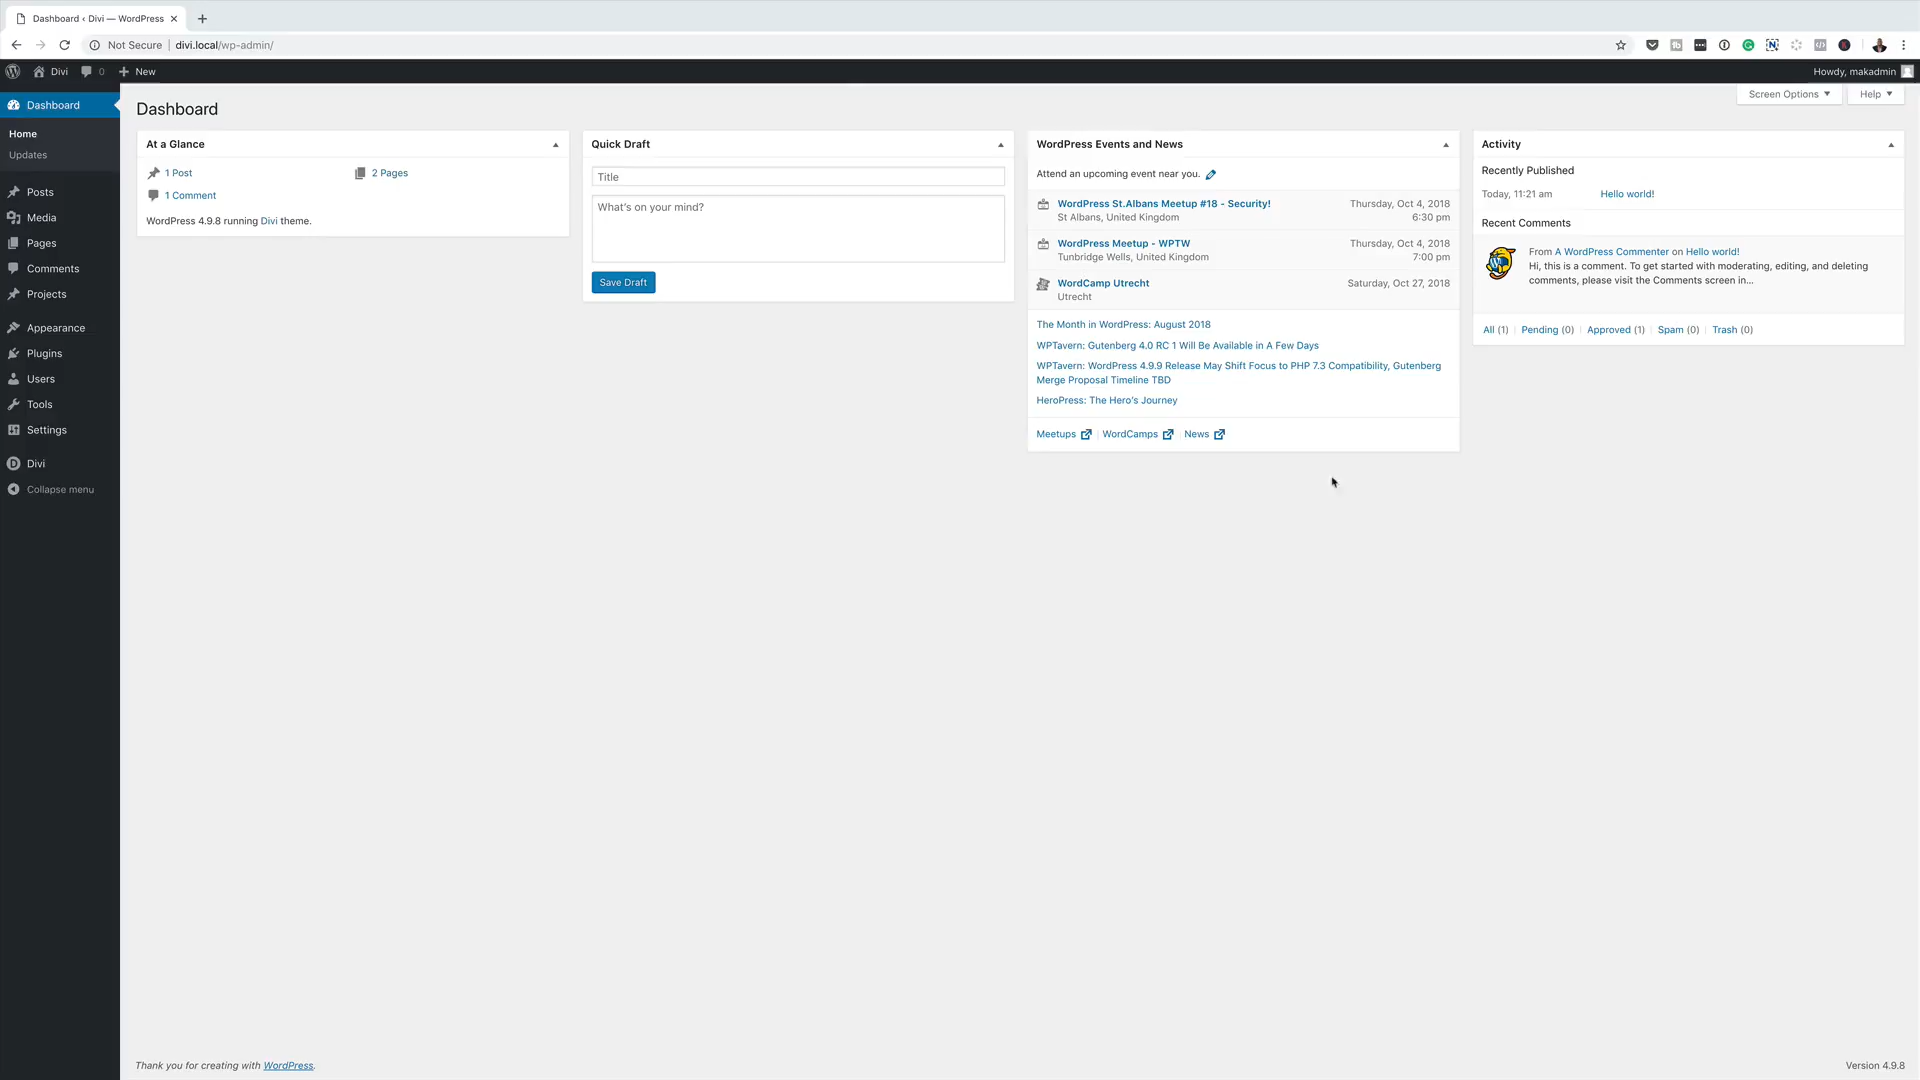 Dashboard ‹ Divi — WordPress
Not Secure
divi.local/wp-admin/
Divi
0
New
Howdy, makadmin
Dashboard
Home
Updates
Posts
Media
Pages
Comments
Projects
Appearance
Plugins
Users
Tools
Settings
Divi
Collapse menu
Dashboard
Screen Options
Help
At a Glance
1 Post
2 Pages
1 Comment
WordPress 4.9.8 running Divi theme.
Quick Draft
Title
What's on your mind?
Save Draft
WordPress Events and News
Attend an upcoming event near you.
WordPress St.Albans Meetup #18 - Security!
Thursday, Oct 4, 2018
St Albans, United Kingdom
6:30 pm
WordPress Meetup - WPTW
Thursday, Oct 4, 2018
Tunbridge Wells, United Kingdom
7:00 pm
WordCamp Utrecht
Saturday, Oct 27, 2018
Utrecht
The Month in WordPress: August 2018
WPTavern: Gutenberg 4.0 RC 1 Will Be Available in A Few Days
WPTavern: WordPress 4.9.9 Release May Shift Focus to PHP 7.3 Compatibility, Gutenberg
Merge Proposal Timeline TBD
HeroPress: The Hero's Journey
Meetups | WordCamps | News
Activity
Recently Published
Today, 11:21 am
Hello world!
Recent Comments
From A WordPress Commenter on Hello world!
Hi, this is a comment. To get started with moderating, editing, and deleting
comments, please visit the Comments screen in...
All (1) | Pending (0) | Approved (1) | Spam (0) | Trash (0)
Thank you for creating with WordPress.
Version 4.9.8